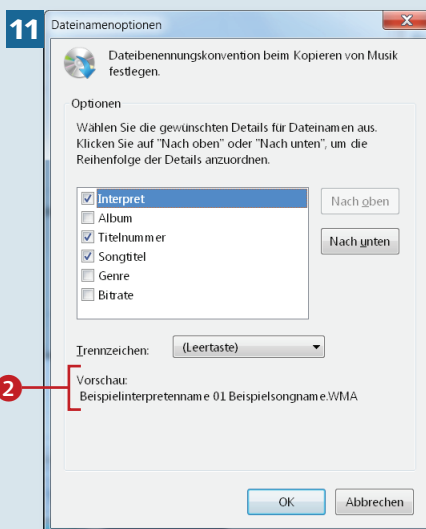 11
Dateinamenoptionen
X
Dateibenennungskonvention beim Kopieren von Musik
festlegen.
Optionen
Wählen Sie die gewünschten Details für Dateinamen aus.
Klicken Sie auf "Nach oben" oder "Nach unten", um die
Reihenfolge der Details anzuordnen.
Interpret
Album
Titelnummer
Songtitel
Genre
Bitrate
Nach oben
Nach unten
Trennzeichen: (Leertaste)
2
Vorschau:
Beispielinterpretenname 01 Beispielsongname.WMA
OK Abbrechen